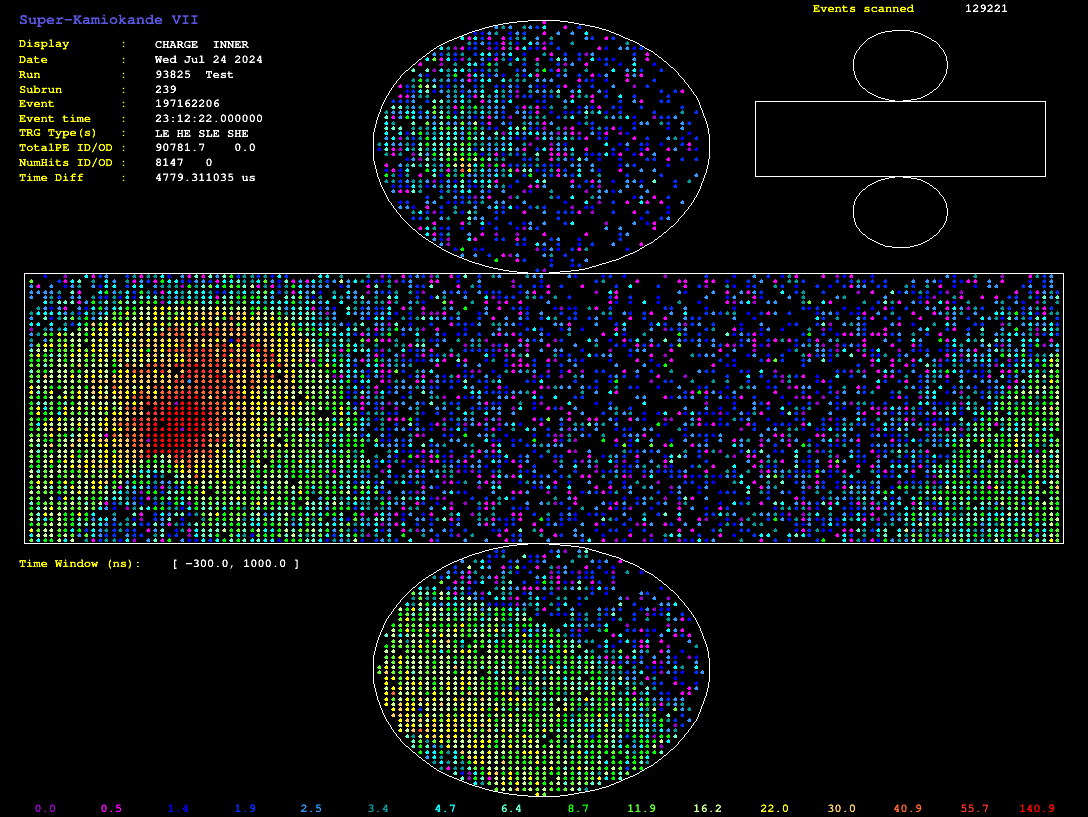 Super-Kamiokande VII
Events scanned 129221
Display : CHARGE INNER
Date : Wed Jul 24 2024
Run : 93825 Test
Subrun : 239
Event : 197162206
Event time : 23:12:22.000000
TRG Type(s) : LE HE SLE SHE
TotalPE ID/OD : 90781.7 0.0
NumHits ID/OD : 8147 0
Time Diff : 4779.311035 us
Time Window (ns): [ -300.0, 1000.0 ]
0.0 0.5 1.4 1.9 2.5 3.4 4.7 6.4 8.7 11.9 16.2 22.0 30.0 40.9 55.7 140.9